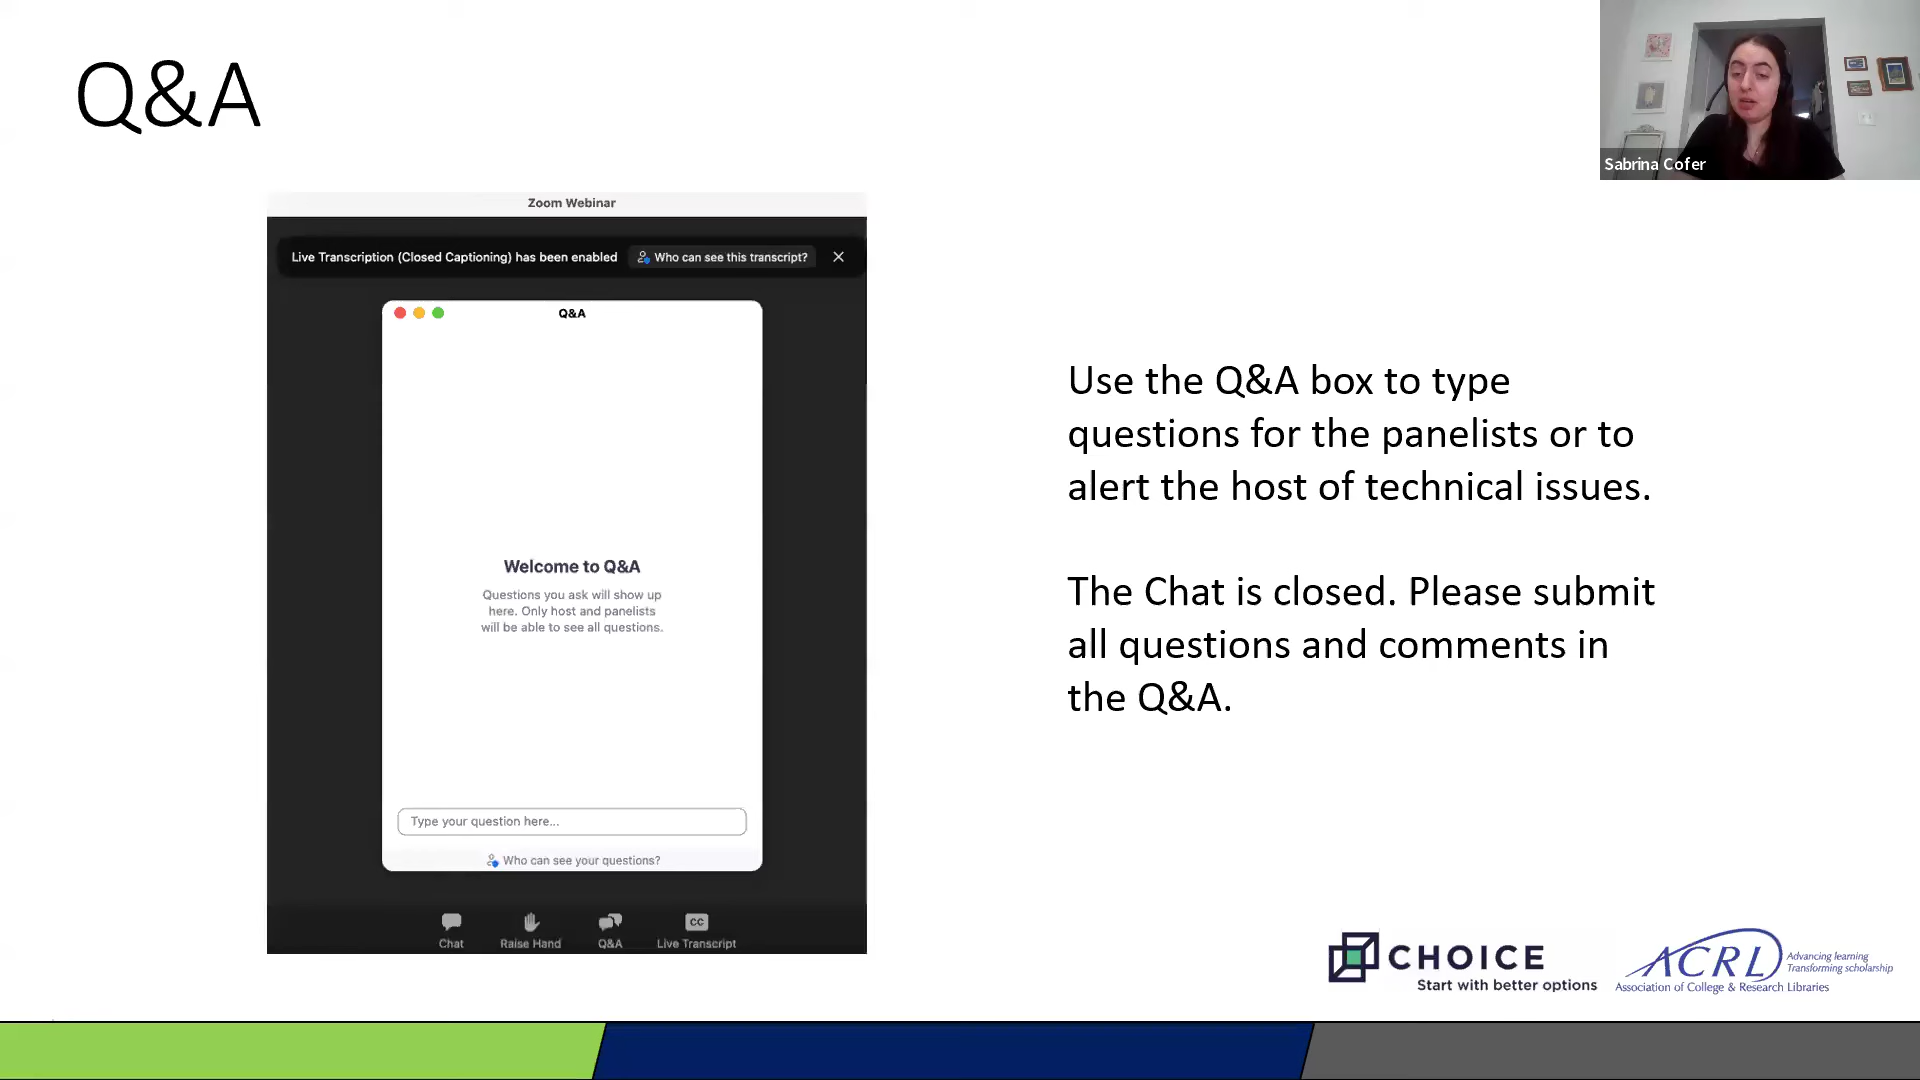 Q&A
Sabrina Cofer
Zoom Webinar
Live Transcription (Closed Captioning) has been enabled
Who can see this transcript?
Q&A
Welcome to Q&A
Questions you ask will show up
here. Only host and panelists
will be able to see all questions.
Type your question here...
Who can see your questions?
Chat
Raise Hand
Q&A
CC
Live Transcript
Use the Q&A box to type
questions for the panelists or to
alert the host of technical issues.
The Chat is closed. Please submit
all questions and comments in
the Q&A.
CHOICE
Start with better options
ACRL
Advancing learning
Transforming scholarship
Association of College & Research Libraries